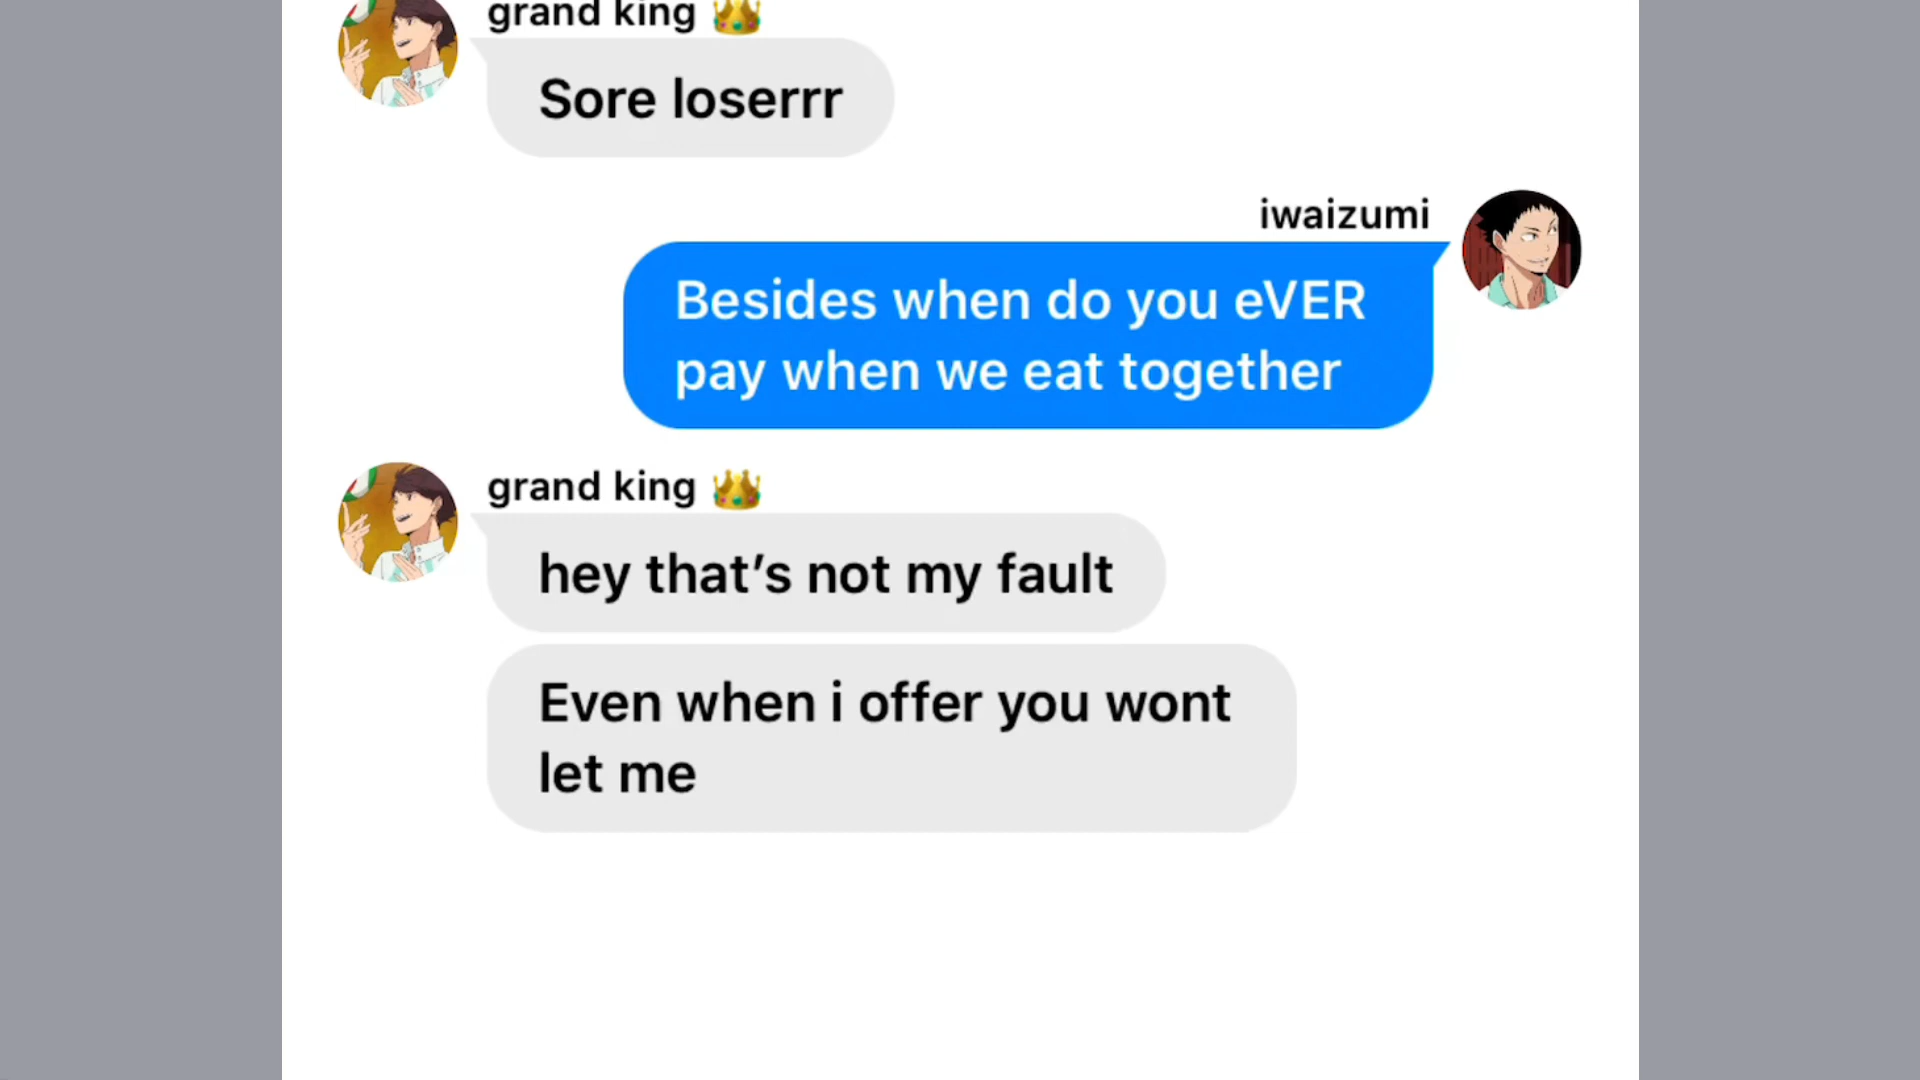 grand king 👑
Sore loserrr
iwaizumi
Besides when do you eVER
pay when we eat together
grand king 👑
hey that’s not my fault
Even when i offer you wont
let me